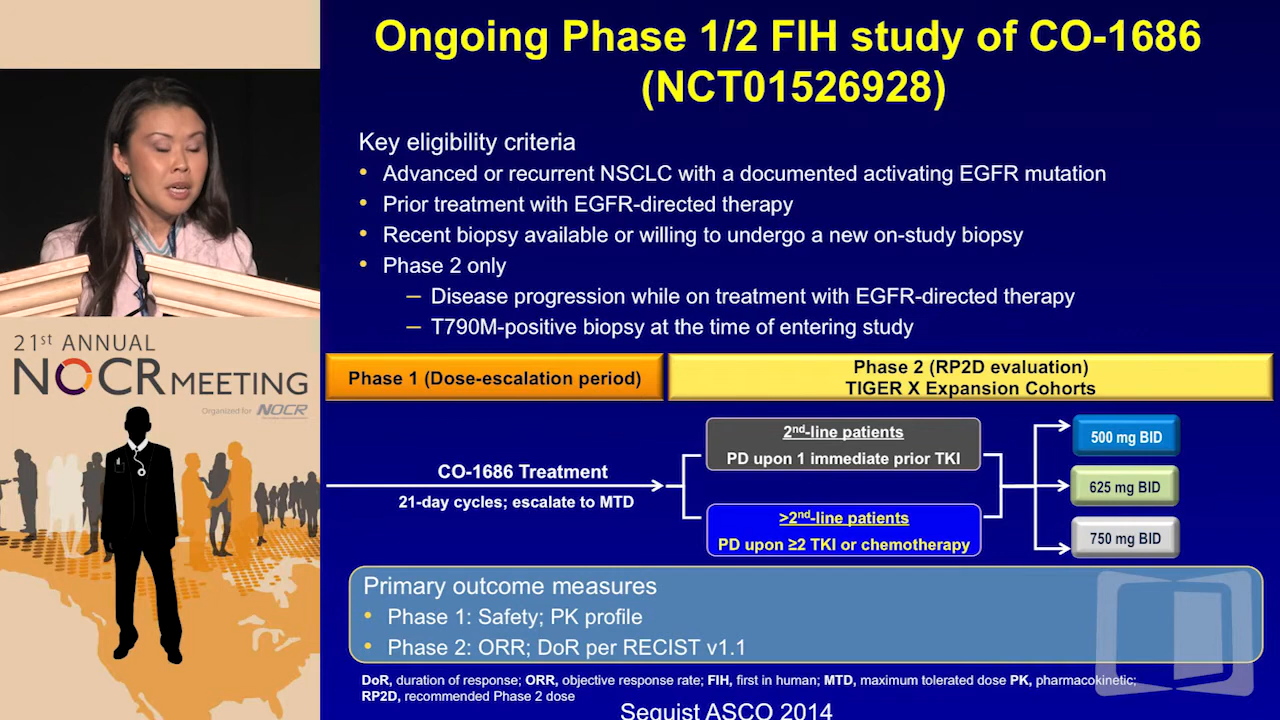 Ongoing Phase 1/2 FIH study of CO-1686
(NCT01526928)
Key eligibility criteria
• Advanced or recurrent NSCLC with a documented activating EGFR mutation
• Prior treatment with EGFR-directed therapy
• Recent biopsy available or willing to undergo a new on-study biopsy
• Phase 2 only
– Disease progression while on treatment with EGFR-directed therapy
– T790M-positive biopsy at the time of entering study
21st ANNUAL
NOCR MEETING
Organized for NOCR
Phase 1 (Dose-escalation period)
Phase 2 (RP2D evaluation)
TIGER X Expansion Cohorts
CO-1686 Treatment
21-day cycles; escalate to MTD
2nd-line patients
PD upon 1 immediate prior TKI
>2nd-line patients
PD upon ≥2 TKI or chemotherapy
500 mg BID
625 mg BID
750 mg BID
Primary outcome measures
• Phase 1: Safety; PK profile
• Phase 2: ORR; DoR per RECIST v1.1
DoR, duration of response; ORR, objective response rate; FIH, first in human; MTD, maximum tolerated dose PK, pharmacokinetic;
RP2D, recommended Phase 2 dose
Sequist ASCO 2014